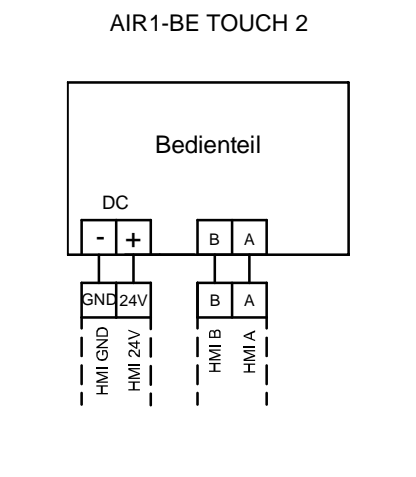 AIR1-BE TOUCH 2
Bedienteil
DC
- + B A
GND 24V B A
HMI GND
HMI 24V
HMI B
HMI A